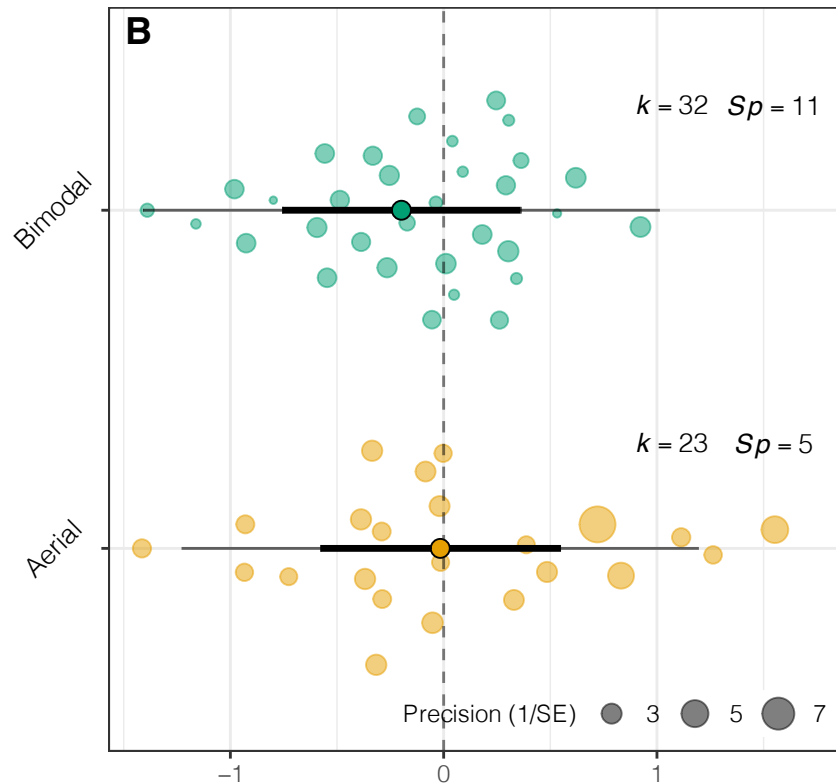 B
k = 32 Sp = 11
Bimodal
k = 23 Sp = 5
Aerial
Precision (1/SE) 3 5 7
−1 0 1